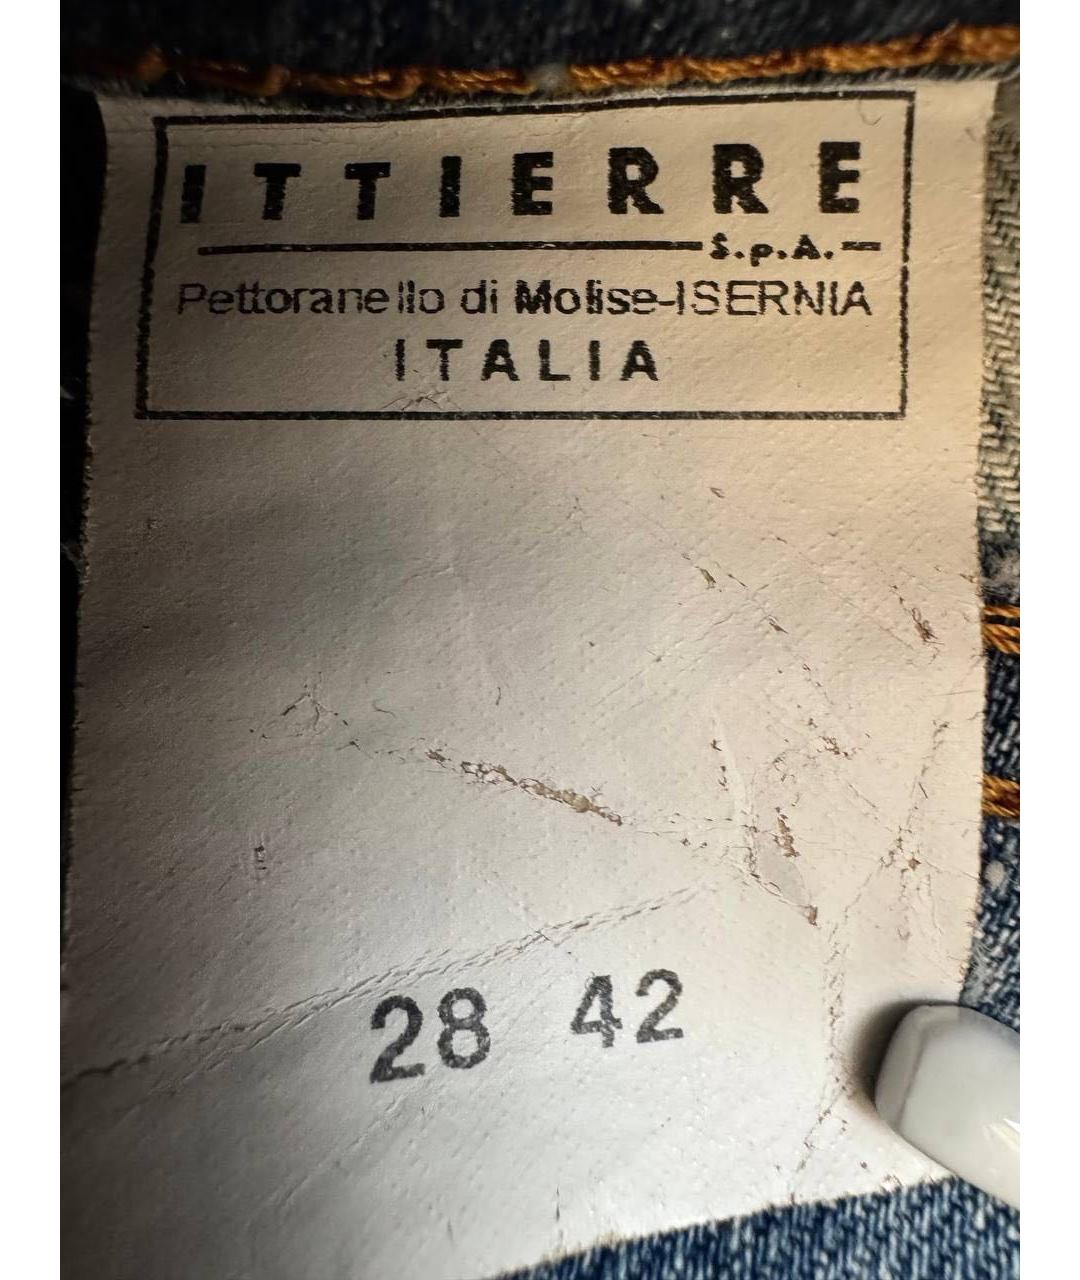 ITTIERRE
S.p.A.
Pettoranello di Molise-ISERNIA
ITALIA
28 42